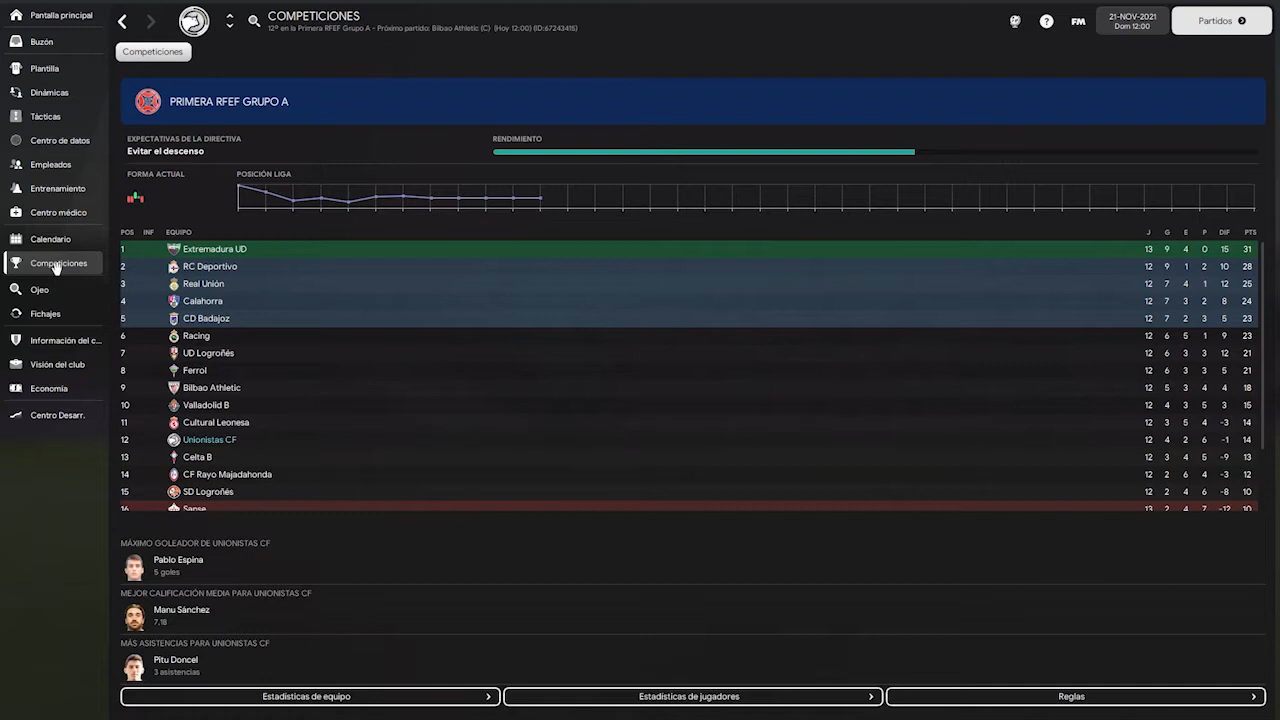 Pantalla principal
Buzón
Plantilla
Dinámicas
Tácticas
Centro de datos
Empleados
Entrenamiento
Centro médico
Calendario
Competiciones
Ojeo
Fichajes
Información del c...
Visión del club
Economía
Centro Desarr.
COMPETICIONES
12º en la Primera RFEF Grupo A - Próximo partido: Bilbao Athletic (C) (Hoy 12:00) (ID:67243415)
? FM
21-NOV-2021
Dom 12:00
Partidos
Competiciones
PRIMERA RFEF GRUPO A
EXPECTATIVAS DE LA DIRECTIVA RENDIMIENTO
Evitar el descenso
FORMA ACTUAL POSICIÓN LIGA
POS INF EQUIPO J G E P DIF PTS
1 Extremadura UD 13 9 4 0 15 31
2 RC Deportivo 12 9 1 2 10 28
3 Real Unión 12 7 4 1 12 25
4 Calahorra 12 7 3 2 8 24
5 CD Badajoz 12 7 2 3 5 23
6 Racing 12 6 5 1 9 23
7 UD Logroñés 12 6 3 3 12 21
8 Ferrol 12 6 3 3 5 21
9 Bilbao Athletic 12 5 3 4 4 18
10 Valladolid B 12 4 3 5 3 15
11 Cultural Leonesa 12 3 5 4 -3 14
12 Unionistas CF 12 4 2 6 -1 14
13 Celta B 12 3 4 5 -9 13
14 CF Rayo Majadahonda 12 2 6 4 -3 12
15 SD Logroñés 12 2 4 6 -8 10
16 Sanse 13 2 4 7 -12 10
MÁXIMO GOLEADOR DE UNIONISTAS CF
Pablo Espina
5 goles
MEJOR CALIFICACIÓN MEDIA PARA UNIONISTAS CF
Manu Sánchez
7,18
MÁS ASISTENCIAS PARA UNIONISTAS CF
Pitu Doncel
3 asistencias
Estadísticas de equipo Estadísticas de jugadores Reglas